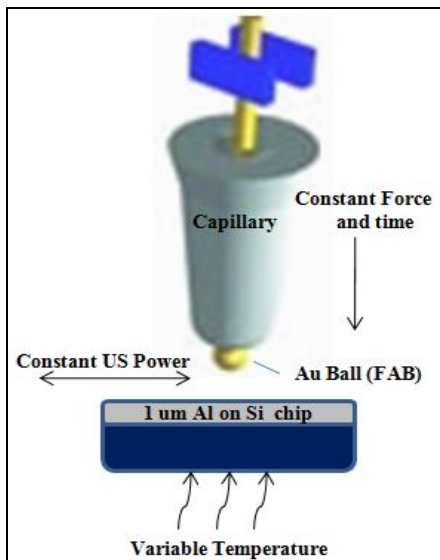 Capillary
Constant Force
and time
Constant US Power
Au Ball (FAB)
1 um Al on Si chip
Variable Temperature